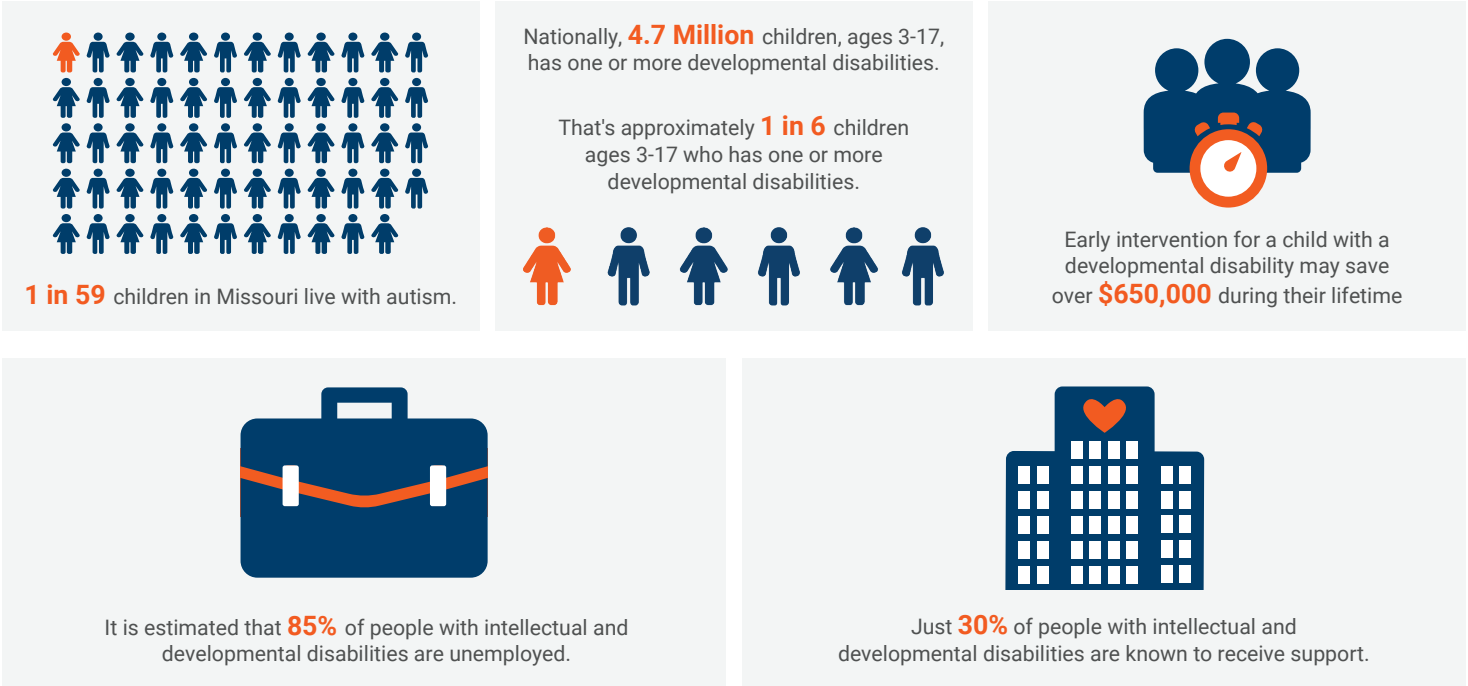 1 in 59 children in Missouri live with autism.
Nationally, 4.7 Million children, ages 3-17,
has one or more developmental disabilities.
That's approximately 1 in 6 children
ages 3-17 who has one or more
developmental disabilities.
Early intervention for a child with a
developmental disability may save
over $650,000 during their lifetime
It is estimated that 85% of people with intellectual and
developmental disabilities are unemployed.
Just 30% of people with intellectual and
developmental disabilities are known to receive support.